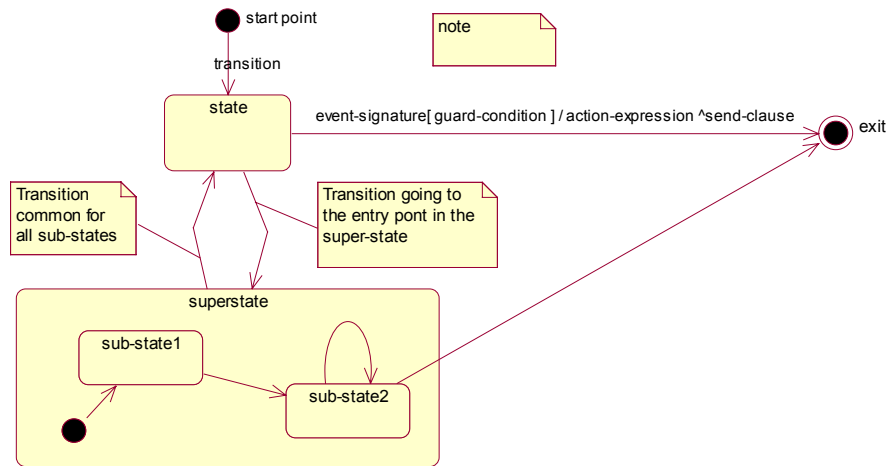 start point
note
transition
state
event-signature[ guard-condition ] / action-expression ^send-clause
exit
Transition
common for
all sub-states
Transition going to
the entry pont in the
super-state
superstate
sub-state1
sub-state2